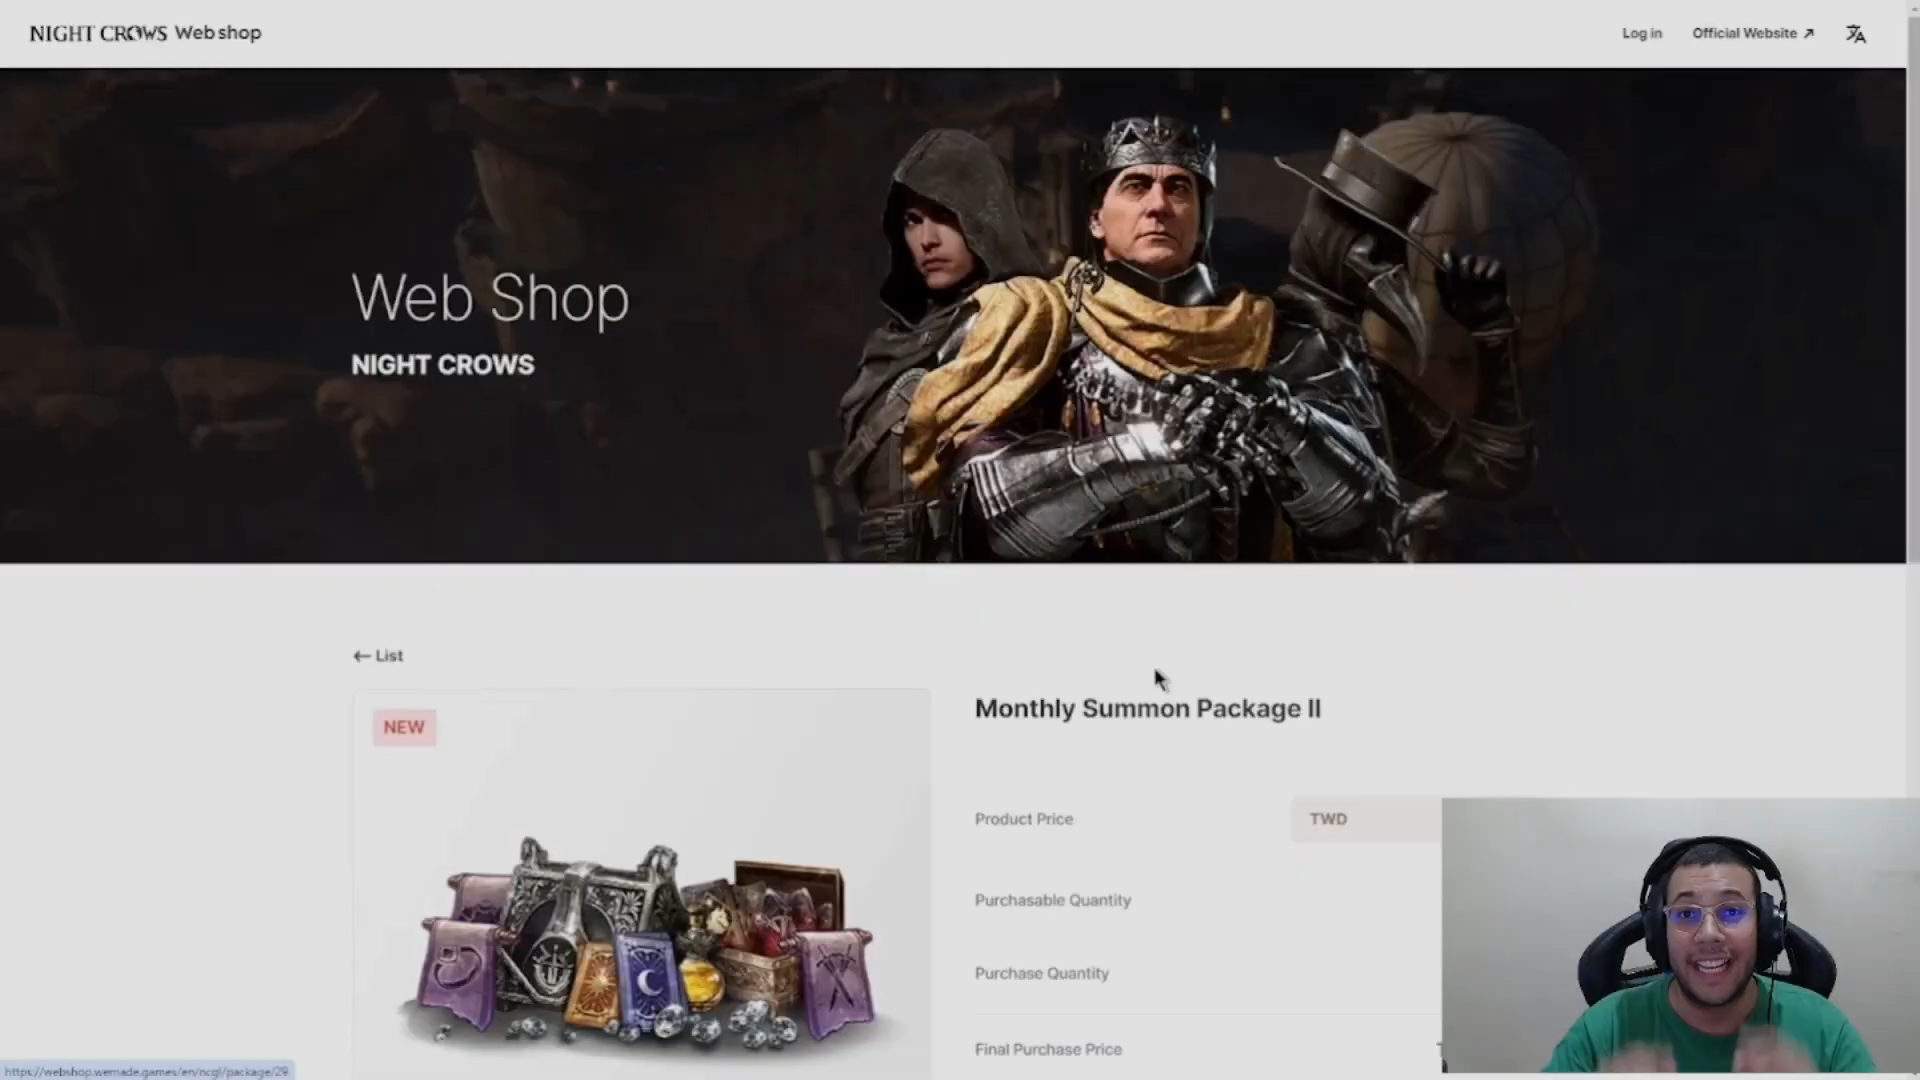 NIGHT CROWS Web shop
Log in
Official Website
Web Shop
NIGHT CROWS
← List
NEW
Monthly Summon Package II
Product Price
TWD
Purchasable Quantity
Purchase Quantity
Final Purchase Price
https://webshop.wemade.games/en/ncgl/package/29